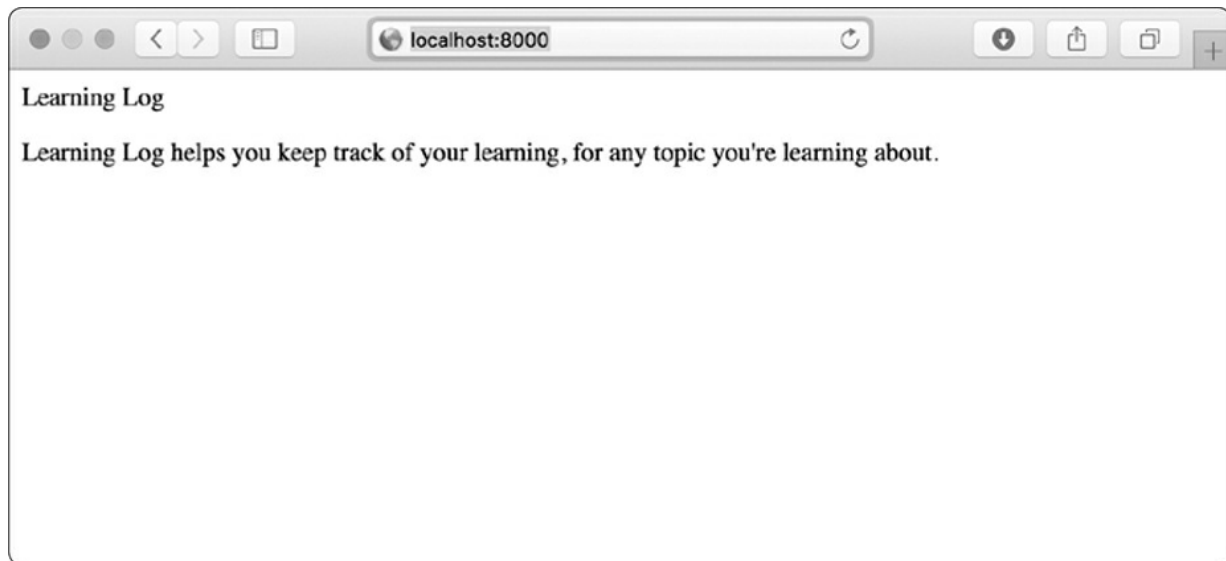 localhost:8000
Learning Log
Learning Log helps you keep track of your learning, for any topic you're learning about.